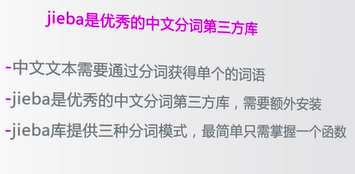 jieba是优秀的中文分词第三方库
-中文文本需要通过分词获得单个的词语
-jieba是优秀的中文分词第三方库，需要额外安装
-jieba库提供三种分词模式，最简单只需掌握一个函数